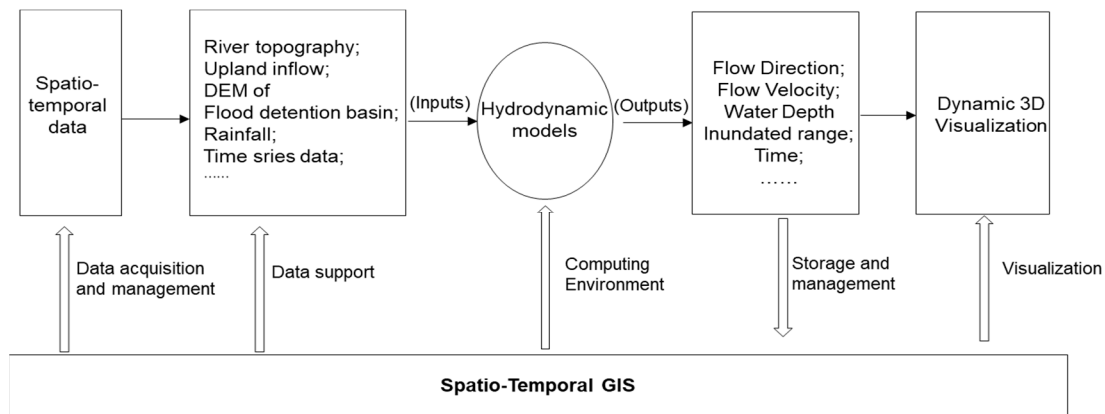 Spatio-
temporal
data
River topography;
Upland inflow;
DEM of
Flood detention basin;
Rainfall;
Time sries data;
......
(Inputs)
Hydrodynamic
models
(Outputs)
Flow Direction;
Flow Velocity;
Water Depth
Inundated range;
Time;
......
Dynamic 3D
Visualization
Data acquisition
and management
Data support
Computing
Environment
Storage and
management
Visualization
Spatio-Temporal GIS